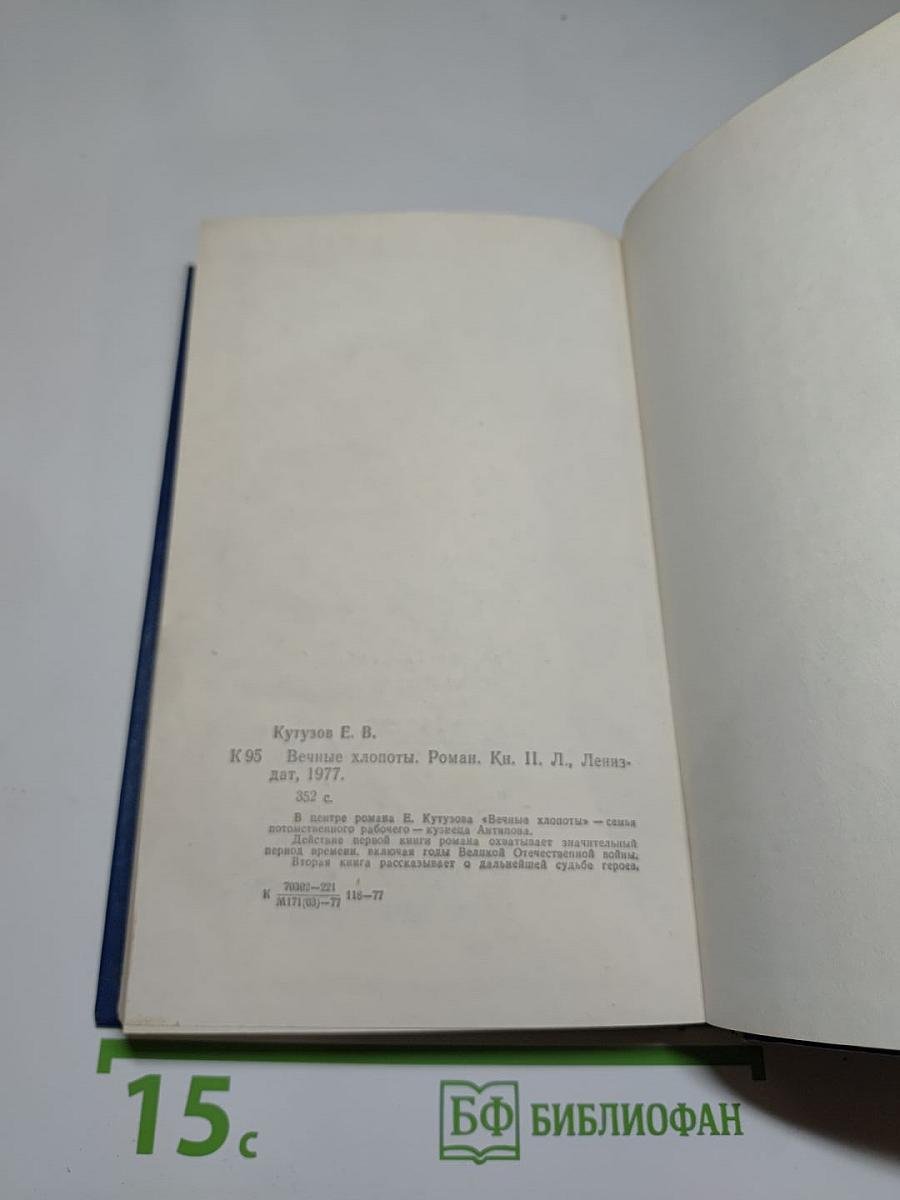 Кутузов Е. В.
К 95 Вечные хлопоты. Роман. Кн. II. Л., Лениз-
дат, 1977.
352 с.
В центре романа Е. Кутузова «Вечные хлопоты» — семья
потомственного рабочего — кузнеца Антипова.
Действие первой книги романа охватывает значительный
период времени, включая годы Великой Отечественной войны.
Вторая книга рассказывает о дальнейшей судьбе героев.
70302—221
К 118—77
М171(03)—77
15 с
БФ БИБЛИОФАН